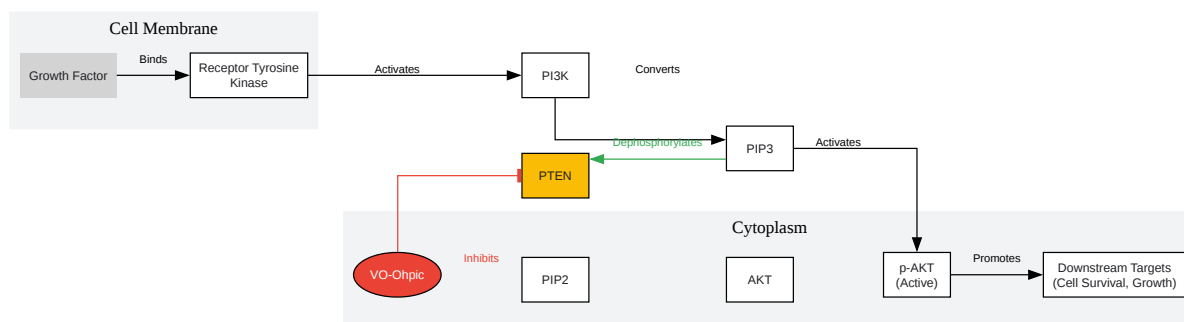 Cell Membrane
Growth Factor
Binds
Receptor Tyrosine
Kinase
Activates
PI3K
Converts
Dephosphorylates
PIP3
Activates
PTEN
Cytoplasm
VO-Ohpic
Inhibits
PIP2
AKT
p-AKT
(Active)
Promotes
Downstream Targets
(Cell Survival, Growth)